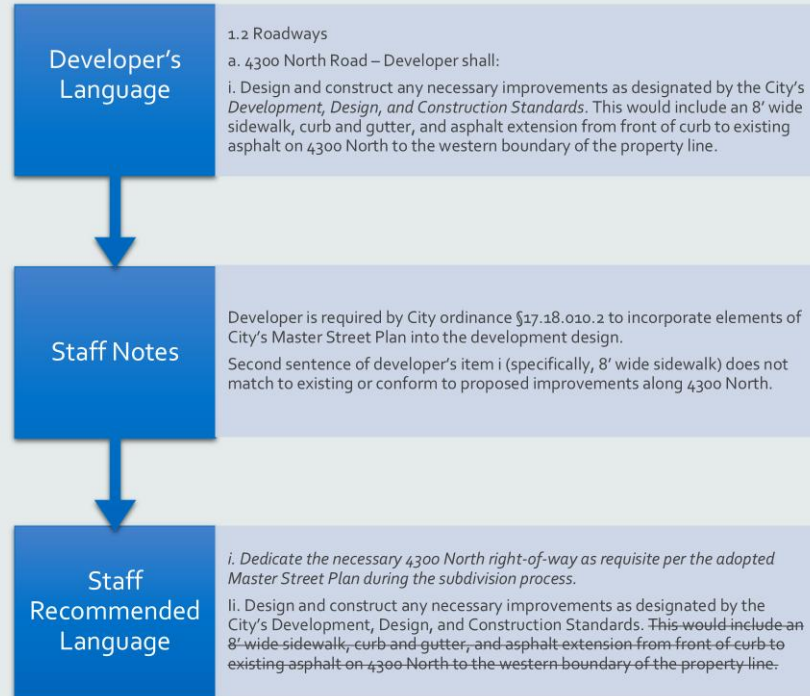 Developer's
Language
1.2 Roadways
a. 4300 North Road – Developer shall:
i. Design and construct any necessary improvements as designated by the City's
Development, Design, and Construction Standards. This would include an 8' wide
sidewalk, curb and gutter, and asphalt extension from front of curb to existing
asphalt on 4300 North to the western boundary of the property line.
Staff Notes
Developer is required by City ordinance §17.18.010.2 to incorporate elements of
City's Master Street Plan into the development design.
Second sentence of developer's item i (specifically, 8' wide sidewalk) does not
match to existing or conform to proposed improvements along 4300 North.
Staff
Recommended
Language
i. Dedicate the necessary 4300 North right-of-way as requisite per the adopted
Master Street Plan during the subdivision process.
Ii. Design and construct any necessary improvements as designated by the
City's Development, Design, and Construction Standards. This would include an
8' wide sidewalk, curb and gutter, and asphalt extension from front of curb to
existing asphalt on 4300 North to the western boundary of the property line.